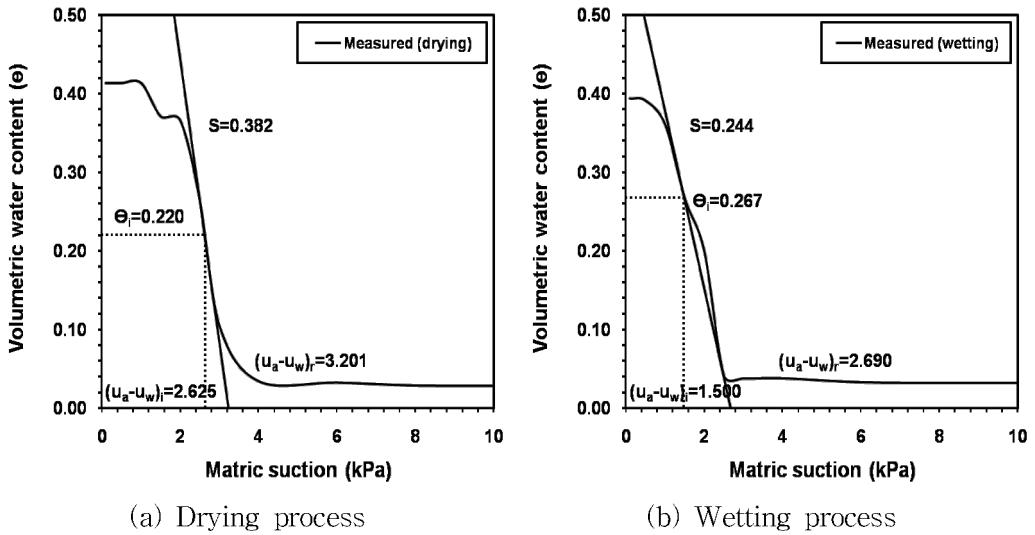 0.50
0.40
0.30
0.20
0.10
0.00
Volumetric water content (ɵ)
Measured (drying)
S=0.382
ɵi=0.220
(ua-uw)r=3.201
(ua-uw)i=2.625
0 2 4 6 8 10
Matric suction (kPa)
(a) Drying process
0.50
0.40
0.30
0.20
0.10
0.00
Volumetric water content (ɵ)
Measured (wetting)
S=0.244
ɵi=0.267
(ua-uw)r=2.690
(ua-uw)i=1.500
0 2 4 6 8 10
Matric suction (kPa)
(b) Wetting process